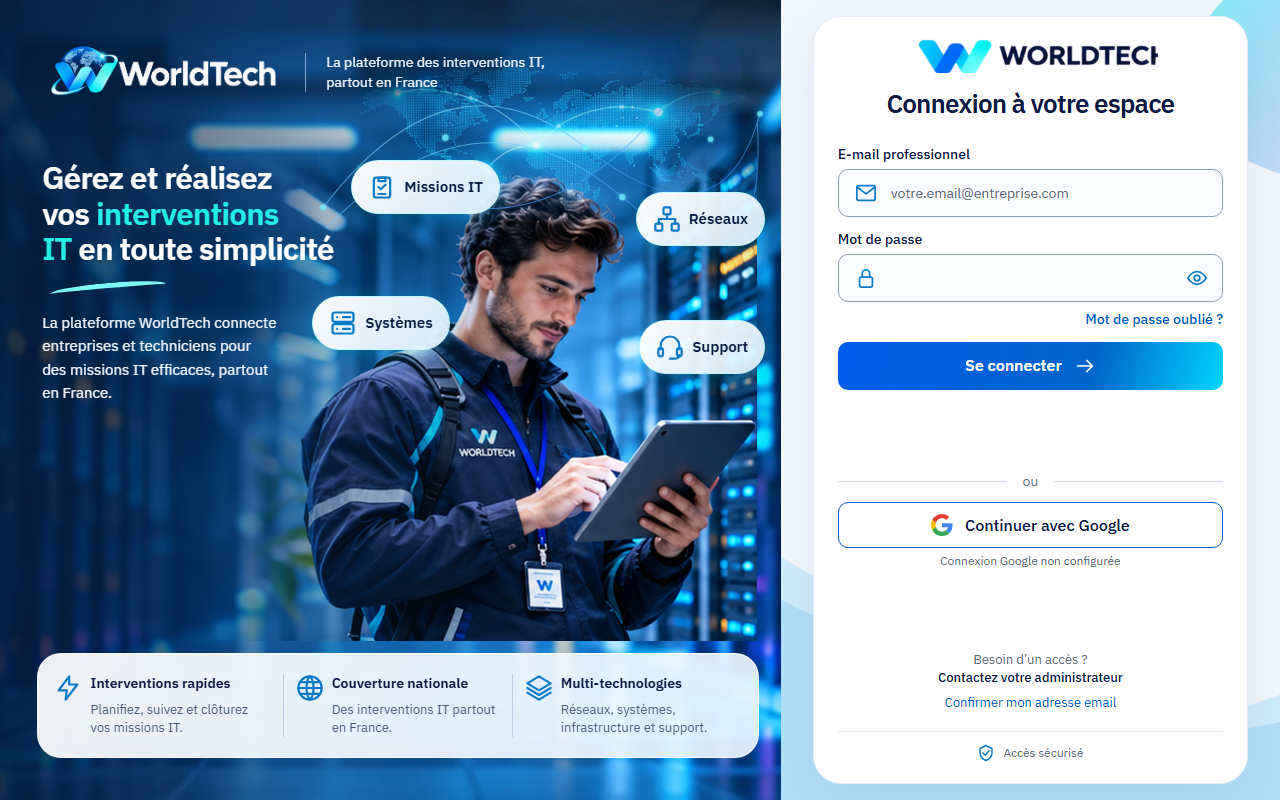 WorldTech
La plateforme des interventions IT,
partout en France
Gérez et réalisez
vos interventions
IT en toute simplicité
La plateforme WorldTech connecte
entreprises et techniciens pour
des missions IT efficaces, partout
en France.
Missions IT
Réseaux
Systèmes
Support
WORLDTECH
Interventions rapides
Planifiez, suivez et clôturez
vos missions IT.
Couverture nationale
Des interventions IT partout
en France.
Multi-technologies
Réseaux, systèmes,
infrastructure et support.
WORLDTECH
Connexion à votre espace
E-mail professionnel
votre.email@entreprise.com
Mot de passe
Mot de passe oublié ?
Se connecter
ou
Continuer avec Google
Connexion Google non configurée
Besoin d’un accès ?
Contactez votre administrateur
Confirmer mon adresse email
Accès sécurisé